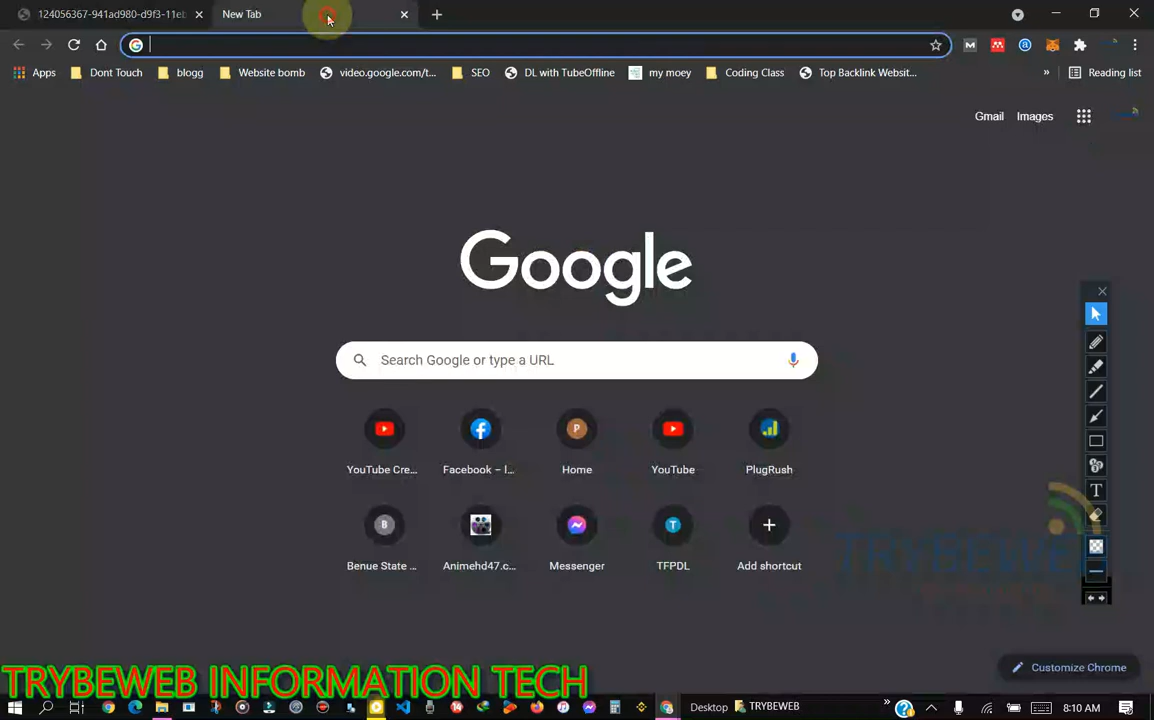 124056367-941ad980-d9f3-11eb
New Tab
Apps
Dont Touch
blogg
Website bomb
video.google.com/t...
SEO
DL with TubeOffline
my moey
Coding Class
Top Backlink Websit...
»
Reading list
Gmail
Images
Google
Search Google or type a URL
YouTube Cre...
Facebook – l...
P
Home
YouTube
PlugRush
B
Benue State ...
Animehd47.c...
Messenger
T
TFPDL
Add shortcut
T
TRYBEWEB
Customize Chrome
TRYBEWEB INFORMATION TECH
Desktop
TRYBEWEB
»
8:10 AM